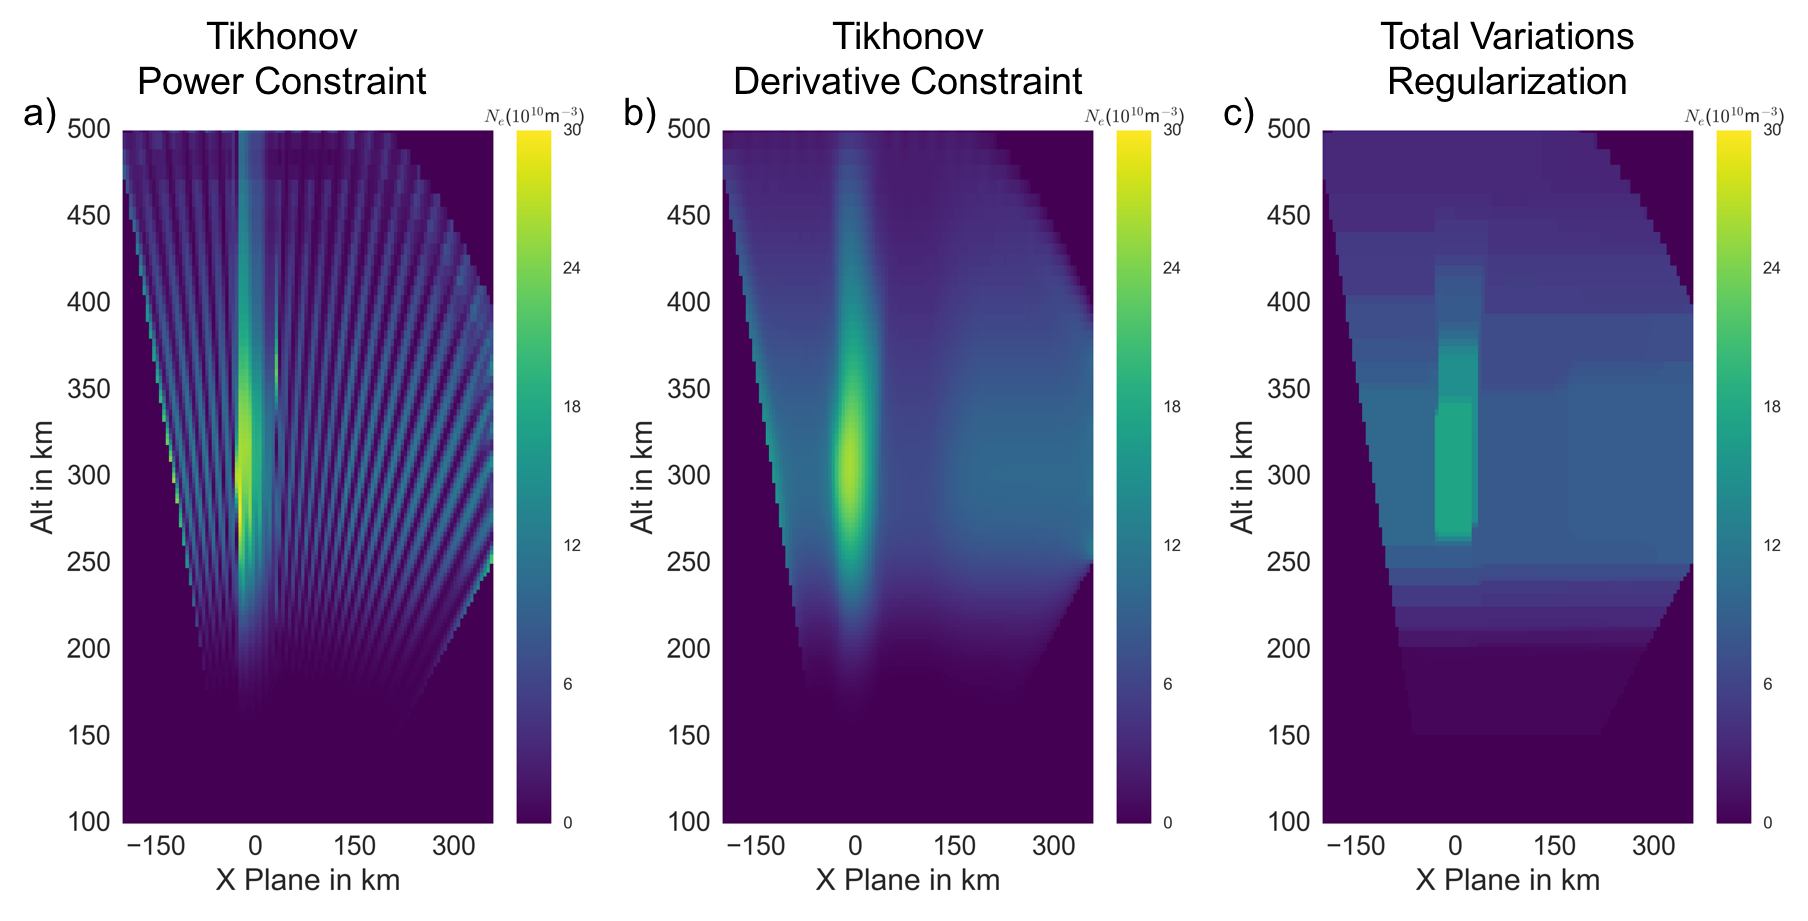 Tikhonov
Power Constraint
Tikhonov
Derivative Constraint
Total Variations
Regularization
a)
N_e(10^{10}m^{-3})
500
450
400
350
300
250
200
150
100
Alt in km
−150 0 150 300
X Plane in km
30
24
18
12
6
0
b)
N_e(10^{10}m^{-3})
500
450
400
350
300
250
200
150
100
Alt in km
−150 0 150 300
X Plane in km
30
24
18
12
6
0
c)
N_e(10^{10}m^{-3})
500
450
400
350
300
250
200
150
100
Alt in km
−150 0 150 300
X Plane in km
30
24
18
12
6
0